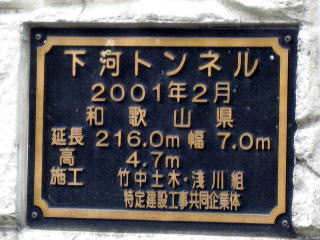 下河トンネル
2001年2月
和歌山県
延長 216.0m 幅 7.0m
高 4.7m
施工 竹中土木・浅川組
特定建設工事共同企業体